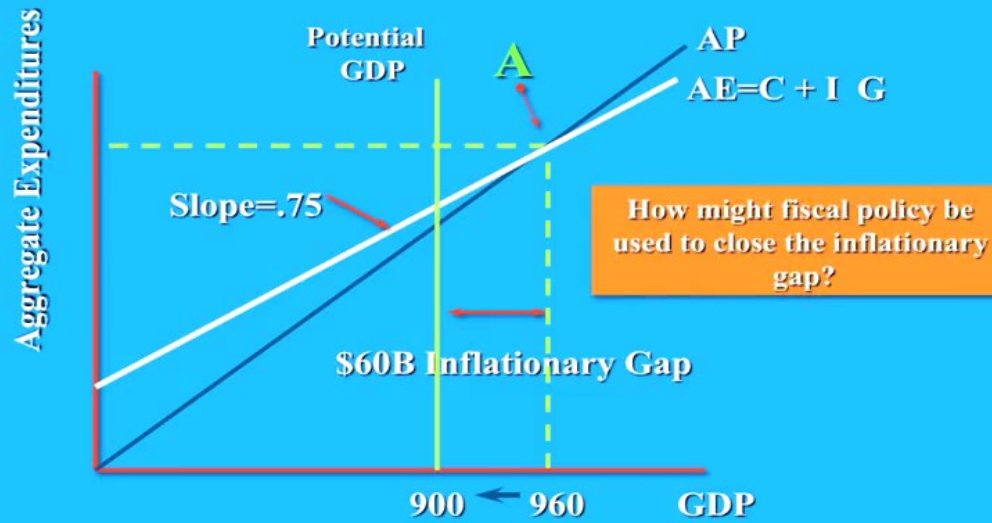 Aggregate Expenditures
Potential
GDP
A
AP
AE=C + I G
Slope=.75
How might fiscal policy be
used to close the inflationary
gap?
$60B Inflationary Gap
900
960
GDP